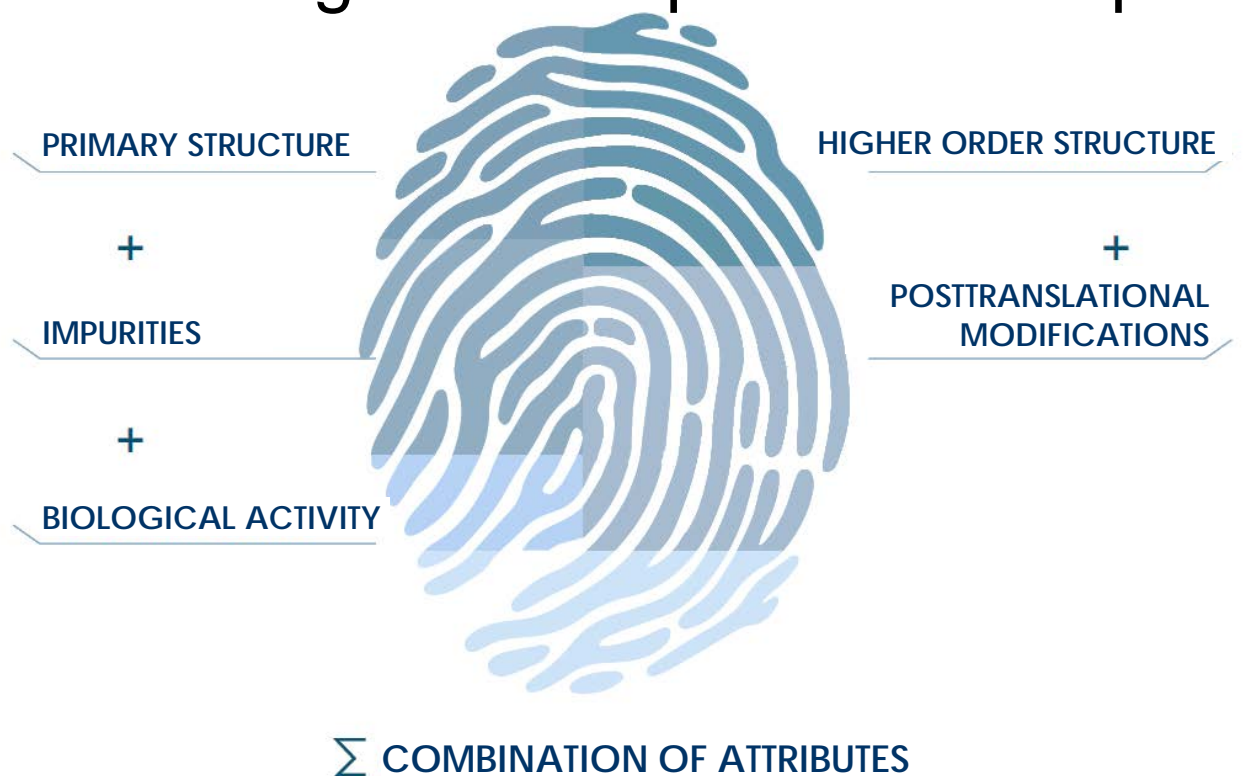 PRIMARY STRUCTURE
+
IMPURITIES
+
BIOLOGICAL ACTIVITY
HIGHER ORDER STRUCTURE
+
POSTTRANSLATIONAL
MODIFICATIONS
∑ COMBINATION OF ATTRIBUTES